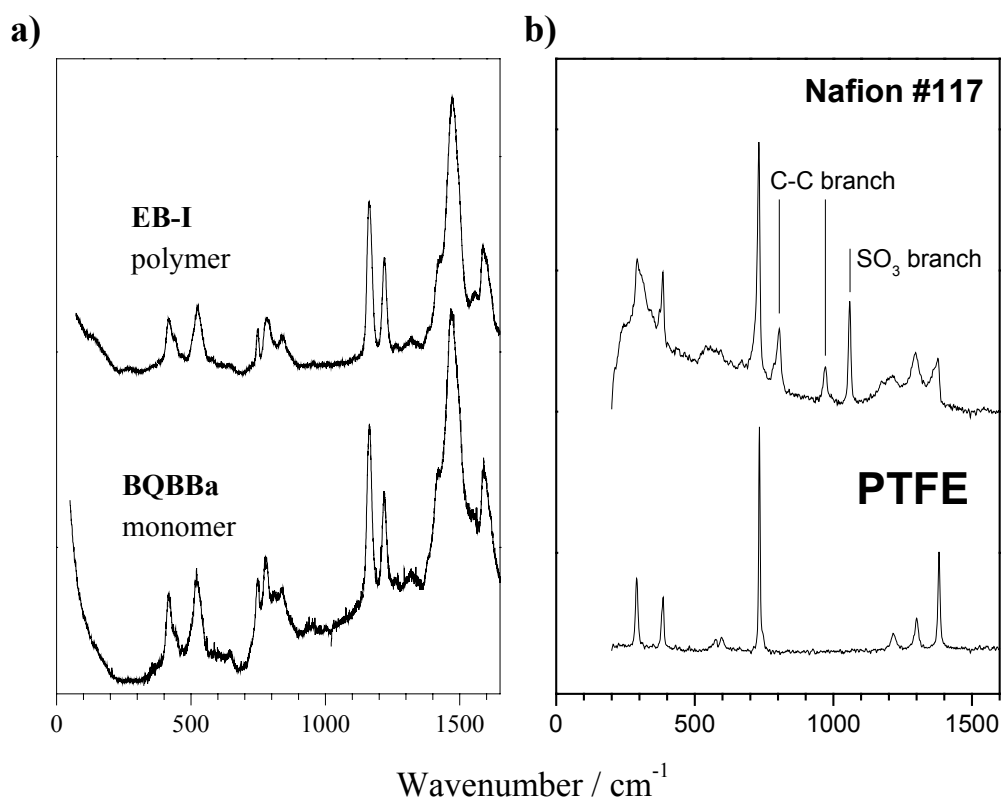 a)
EB-I
polymer
BQBBa
monomer
0 500 1000 1500
b)
Nafion #117
C-C branch
SO₃ branch
PTFE
0 500 1000 1500
Wavenumber / cm⁻¹